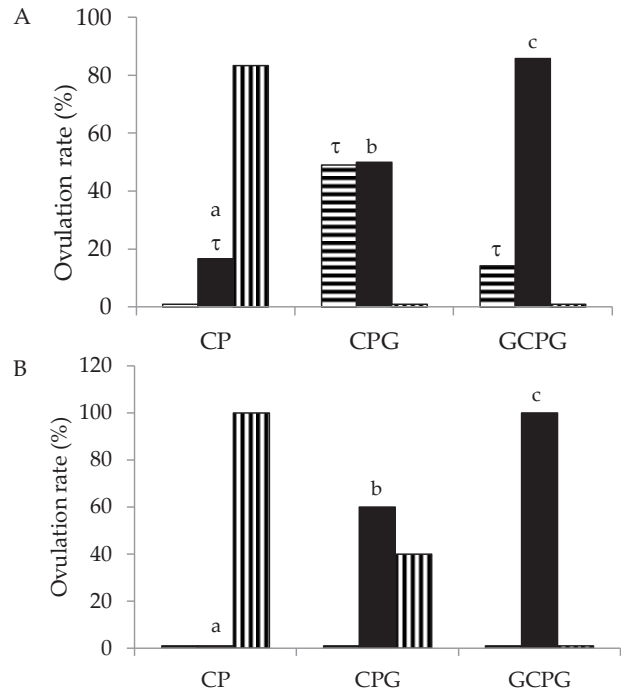 A
Ovulation rate (%)
100
80
60
40
20
0
a
τ
τ
b
τ
c
CP
CPG
GCPG
B
Ovulation rate (%)
120
100
80
60
40
20
0
a
b
c
CP
CPG
GCPG